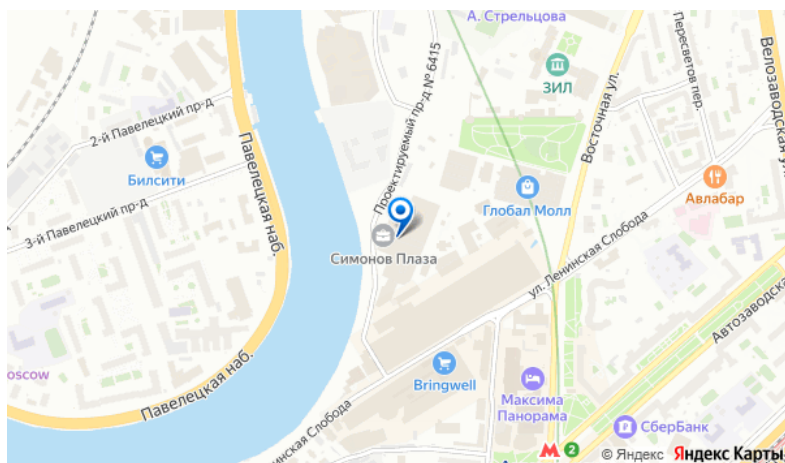 А. Стрельцова
ЗИЛ
Пересветов пер.
Велозаводская ул.
Восточная ул.
Проектируемый пр-д № 6415
2-й Павелецкий пр-д
Павелецкая наб.
Билсити
3-й Павелецкий пр-д
Глобал Молл
Авлабар
Симонов Плаза
ул. Ленинская Слобода
Автозаводская
oscow
Павелецкая наб.
Bringwell
Максима
Панорама
СберБанк
нинская Слобода
2
© Яндекс Яндекс Карты